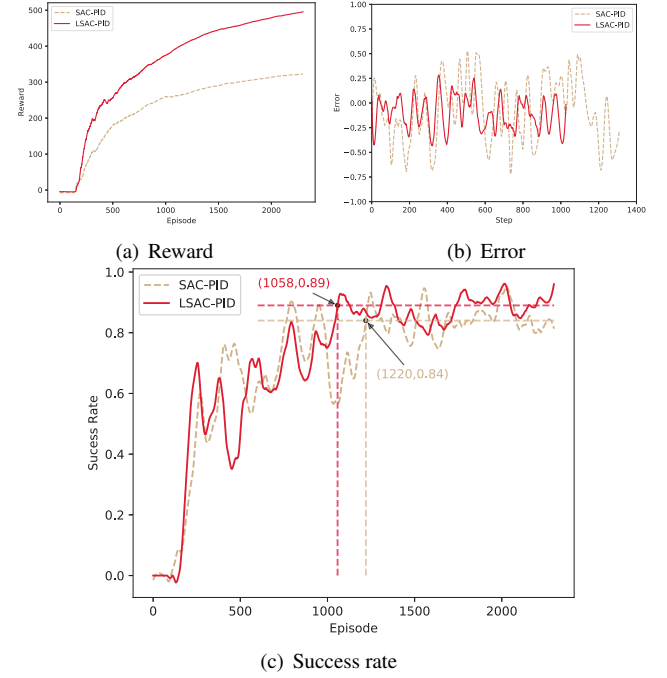 SAC-PID
LSAC-PID
500
400
300
200
100
0
Reward
0
500
1000
1500
2000
Episode
(a) Reward
SAC-PID
LSAC-PID
1.00
0.75
0.50
0.25
0.00
-0.25
-0.50
-0.75
-1.00
Error
0
200
400
600
800
1000
1200
1400
Step
(b) Error
SAC-PID
LSAC-PID
(1058,0.89)
(1220,0.84)
1.0
0.8
0.6
0.4
0.2
0.0
Sucess Rate
0
500
1000
1500
2000
Episode
(c) Success rate